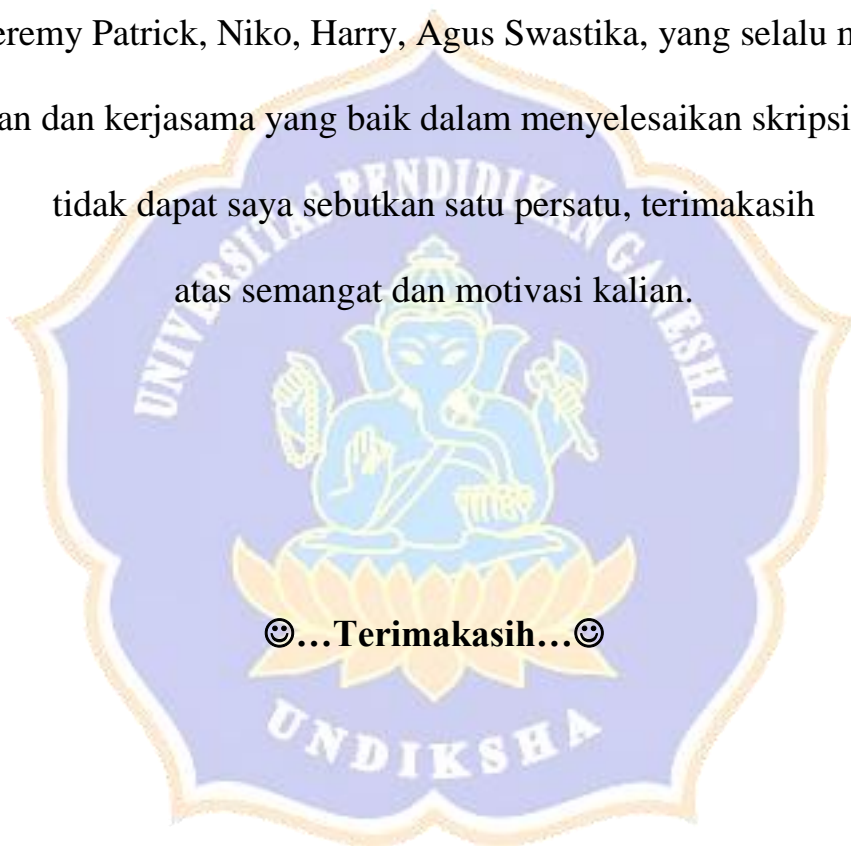 eremy Patrick, Niko, Harry, Agus Swastika, yang selalu
an dan kerjasama yang baik dalam menyelesaikan skripsi
tidak dapat saya sebutkan satu persatu, terimakasih
atas semangat dan motivasi kalian.
UNIVERSITAS PENDIDIKAN GANESHA
☺…Terimakasih…☺
UNDIKSHA